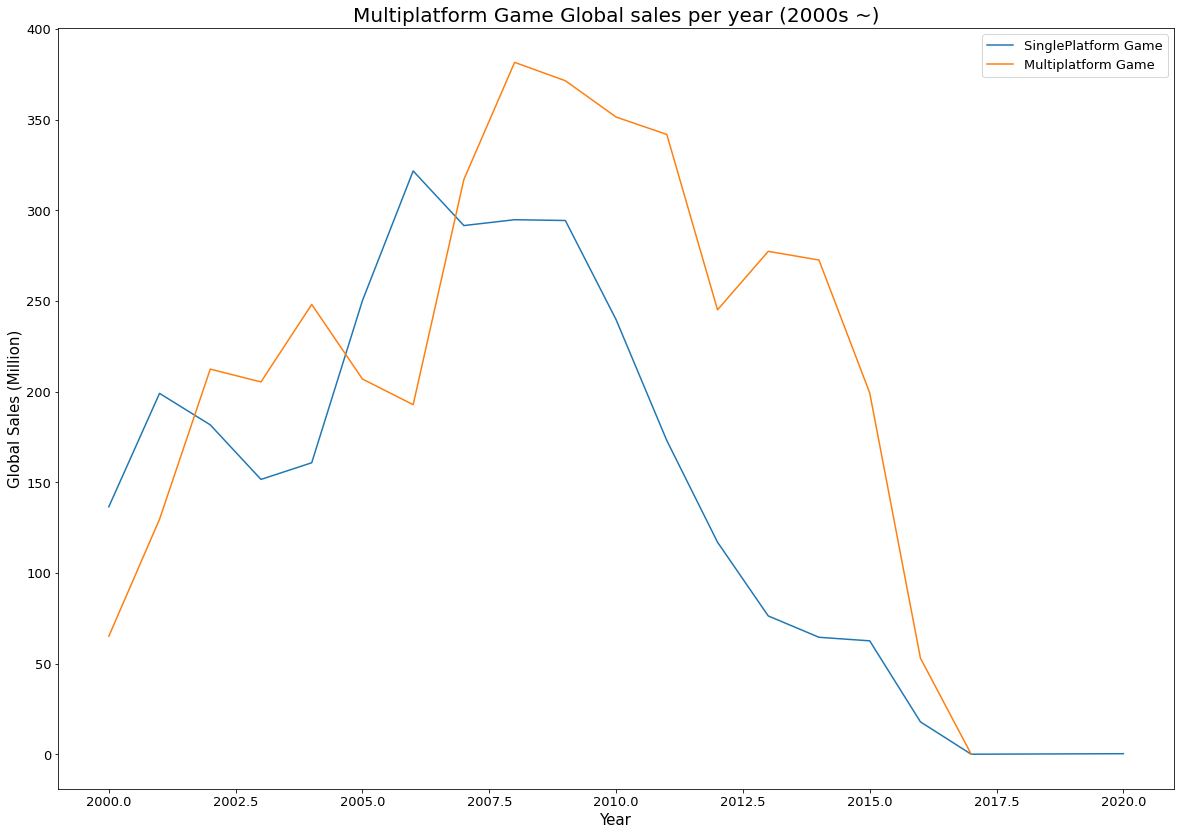 Multiplatform Game Global sales per year (2000s ~)
SinglePlatform Game
Multiplatform Game
400
350
300
250
200
150
100
50
0
Global Sales (Million)
2000.0 2002.5 2005.0 2007.5 2010.0 2012.5 2015.0 2017.5 2020.0
Year